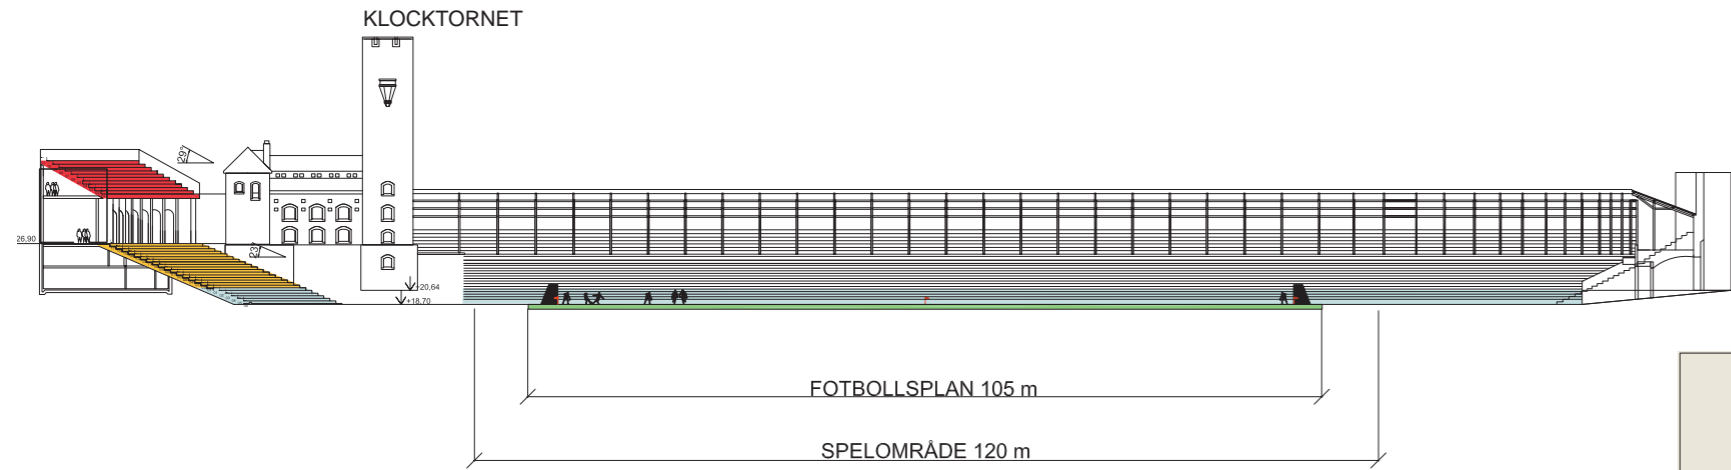 KLOCKTORNET
29°
26,90
23
+20,64
+18,70
FOTBOLLSPLAN 105 m
SPELOMRÅDE 120 m